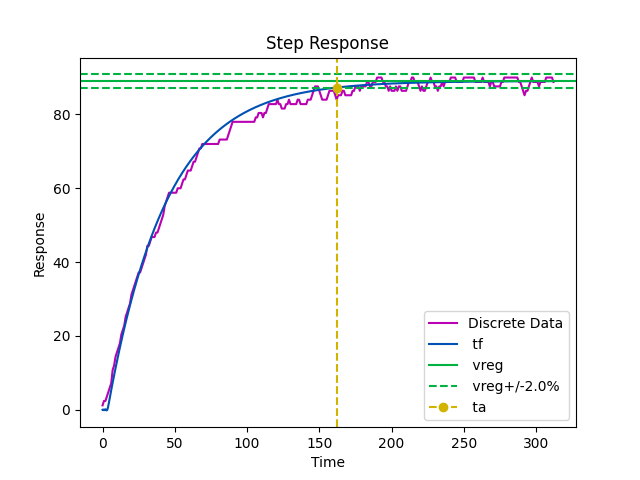 Step Response
Response
80
60
40
20
0
Discrete Data
tf
vreg
vreg+/-2.0%
ta
0 50 100 150 200 250 300
Time